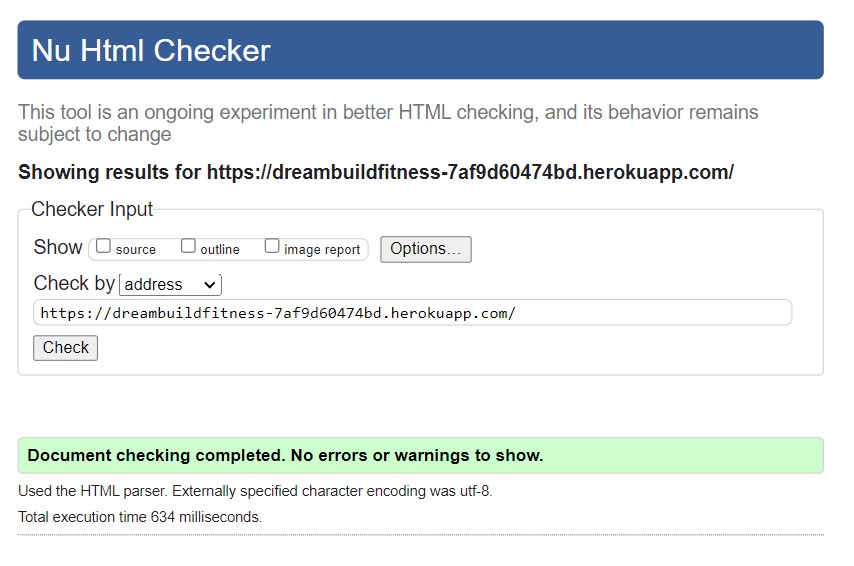 Nu Html Checker
This tool is an ongoing experiment in better HTML checking, and its behavior remains
subject to change
Showing results for https://dreambuildfitness-7af9d60474bd.herokuapp.com/
Checker Input
Show source outline image report Options...
Check by address
https://dreambuildfitness-7af9d60474bd.herokuapp.com/
Check
Document checking completed. No errors or warnings to show.
Used the HTML parser. Externally specified character encoding was utf-8.
Total execution time 634 milliseconds.